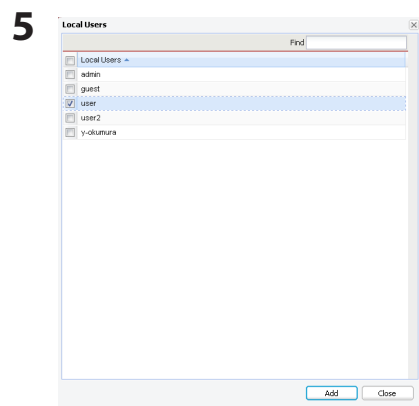 5
Local Users
Find
Local Users
admin
guest
user
user2
y-okumura
Add Close